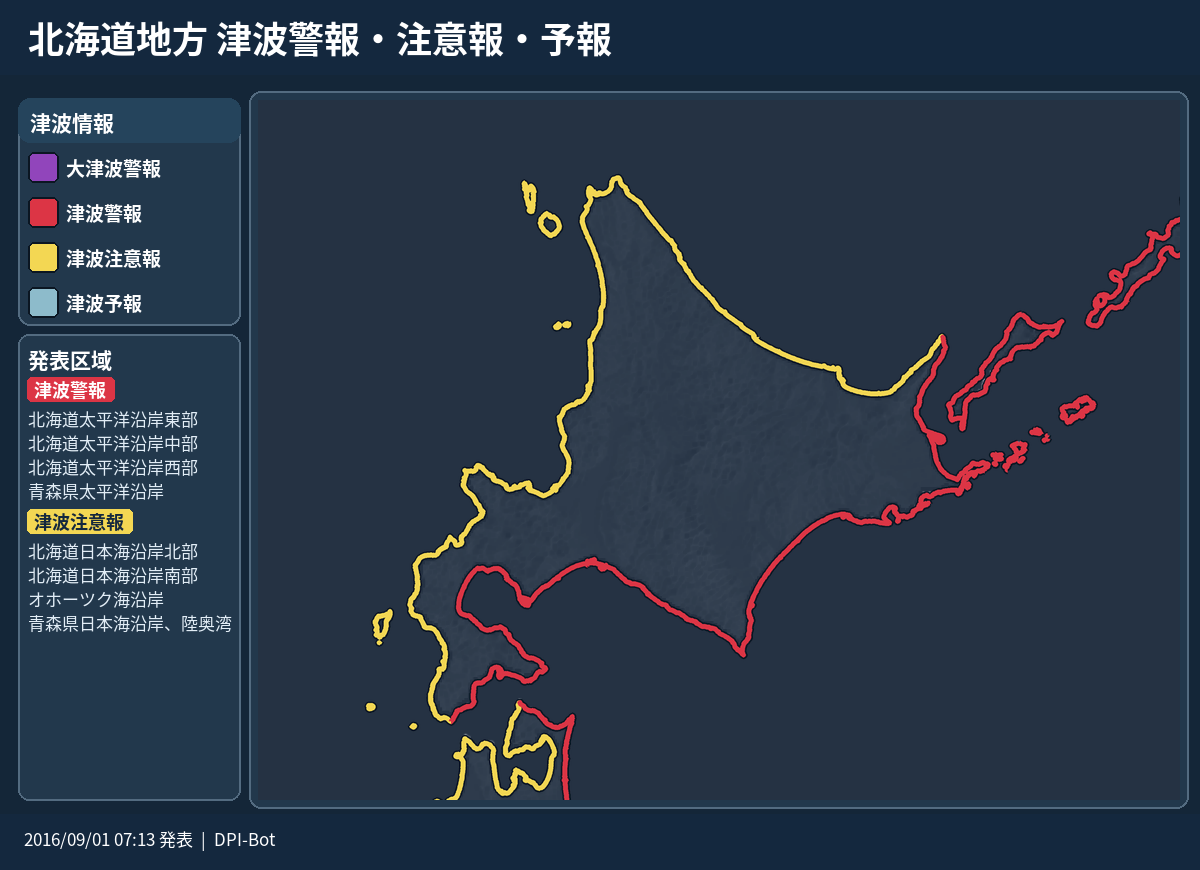 北海道地方 津波警報・注意報・予報
津波情報
大津波警報
津波警報
津波注意報
津波予報
発表区域
津波警報
北海道太平洋沿岸東部
北海道太平洋沿岸中部
北海道太平洋沿岸西部
青森県太平洋沿岸
津波注意報
北海道日本海沿岸北部
北海道日本海沿岸南部
オホーツク海沿岸
青森県日本海沿岸、陸奥湾
2016/09/01 07:13 発表 | DPI-Bot